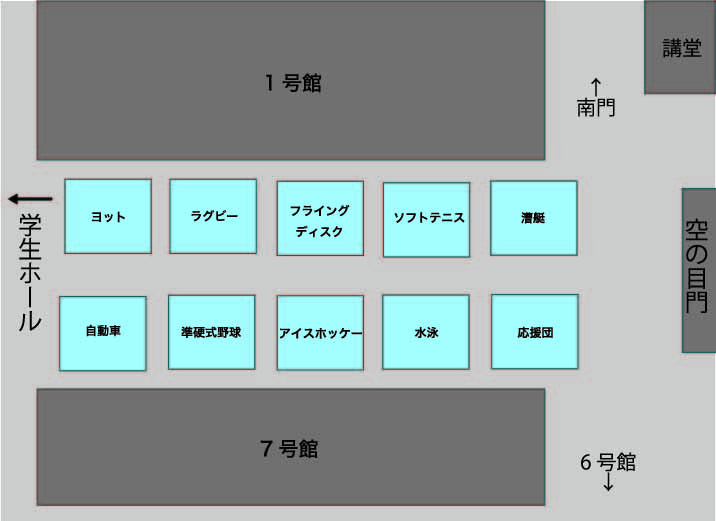 1号館
講堂
↑
南門
←
学生ホール
ヨット
ラグビー
フライング
ディスク
ソフトテニス
漕艇
空の目門
自動車
準硬式野球
アイスホッケー
水泳
応援団
7号館
6号館
↓